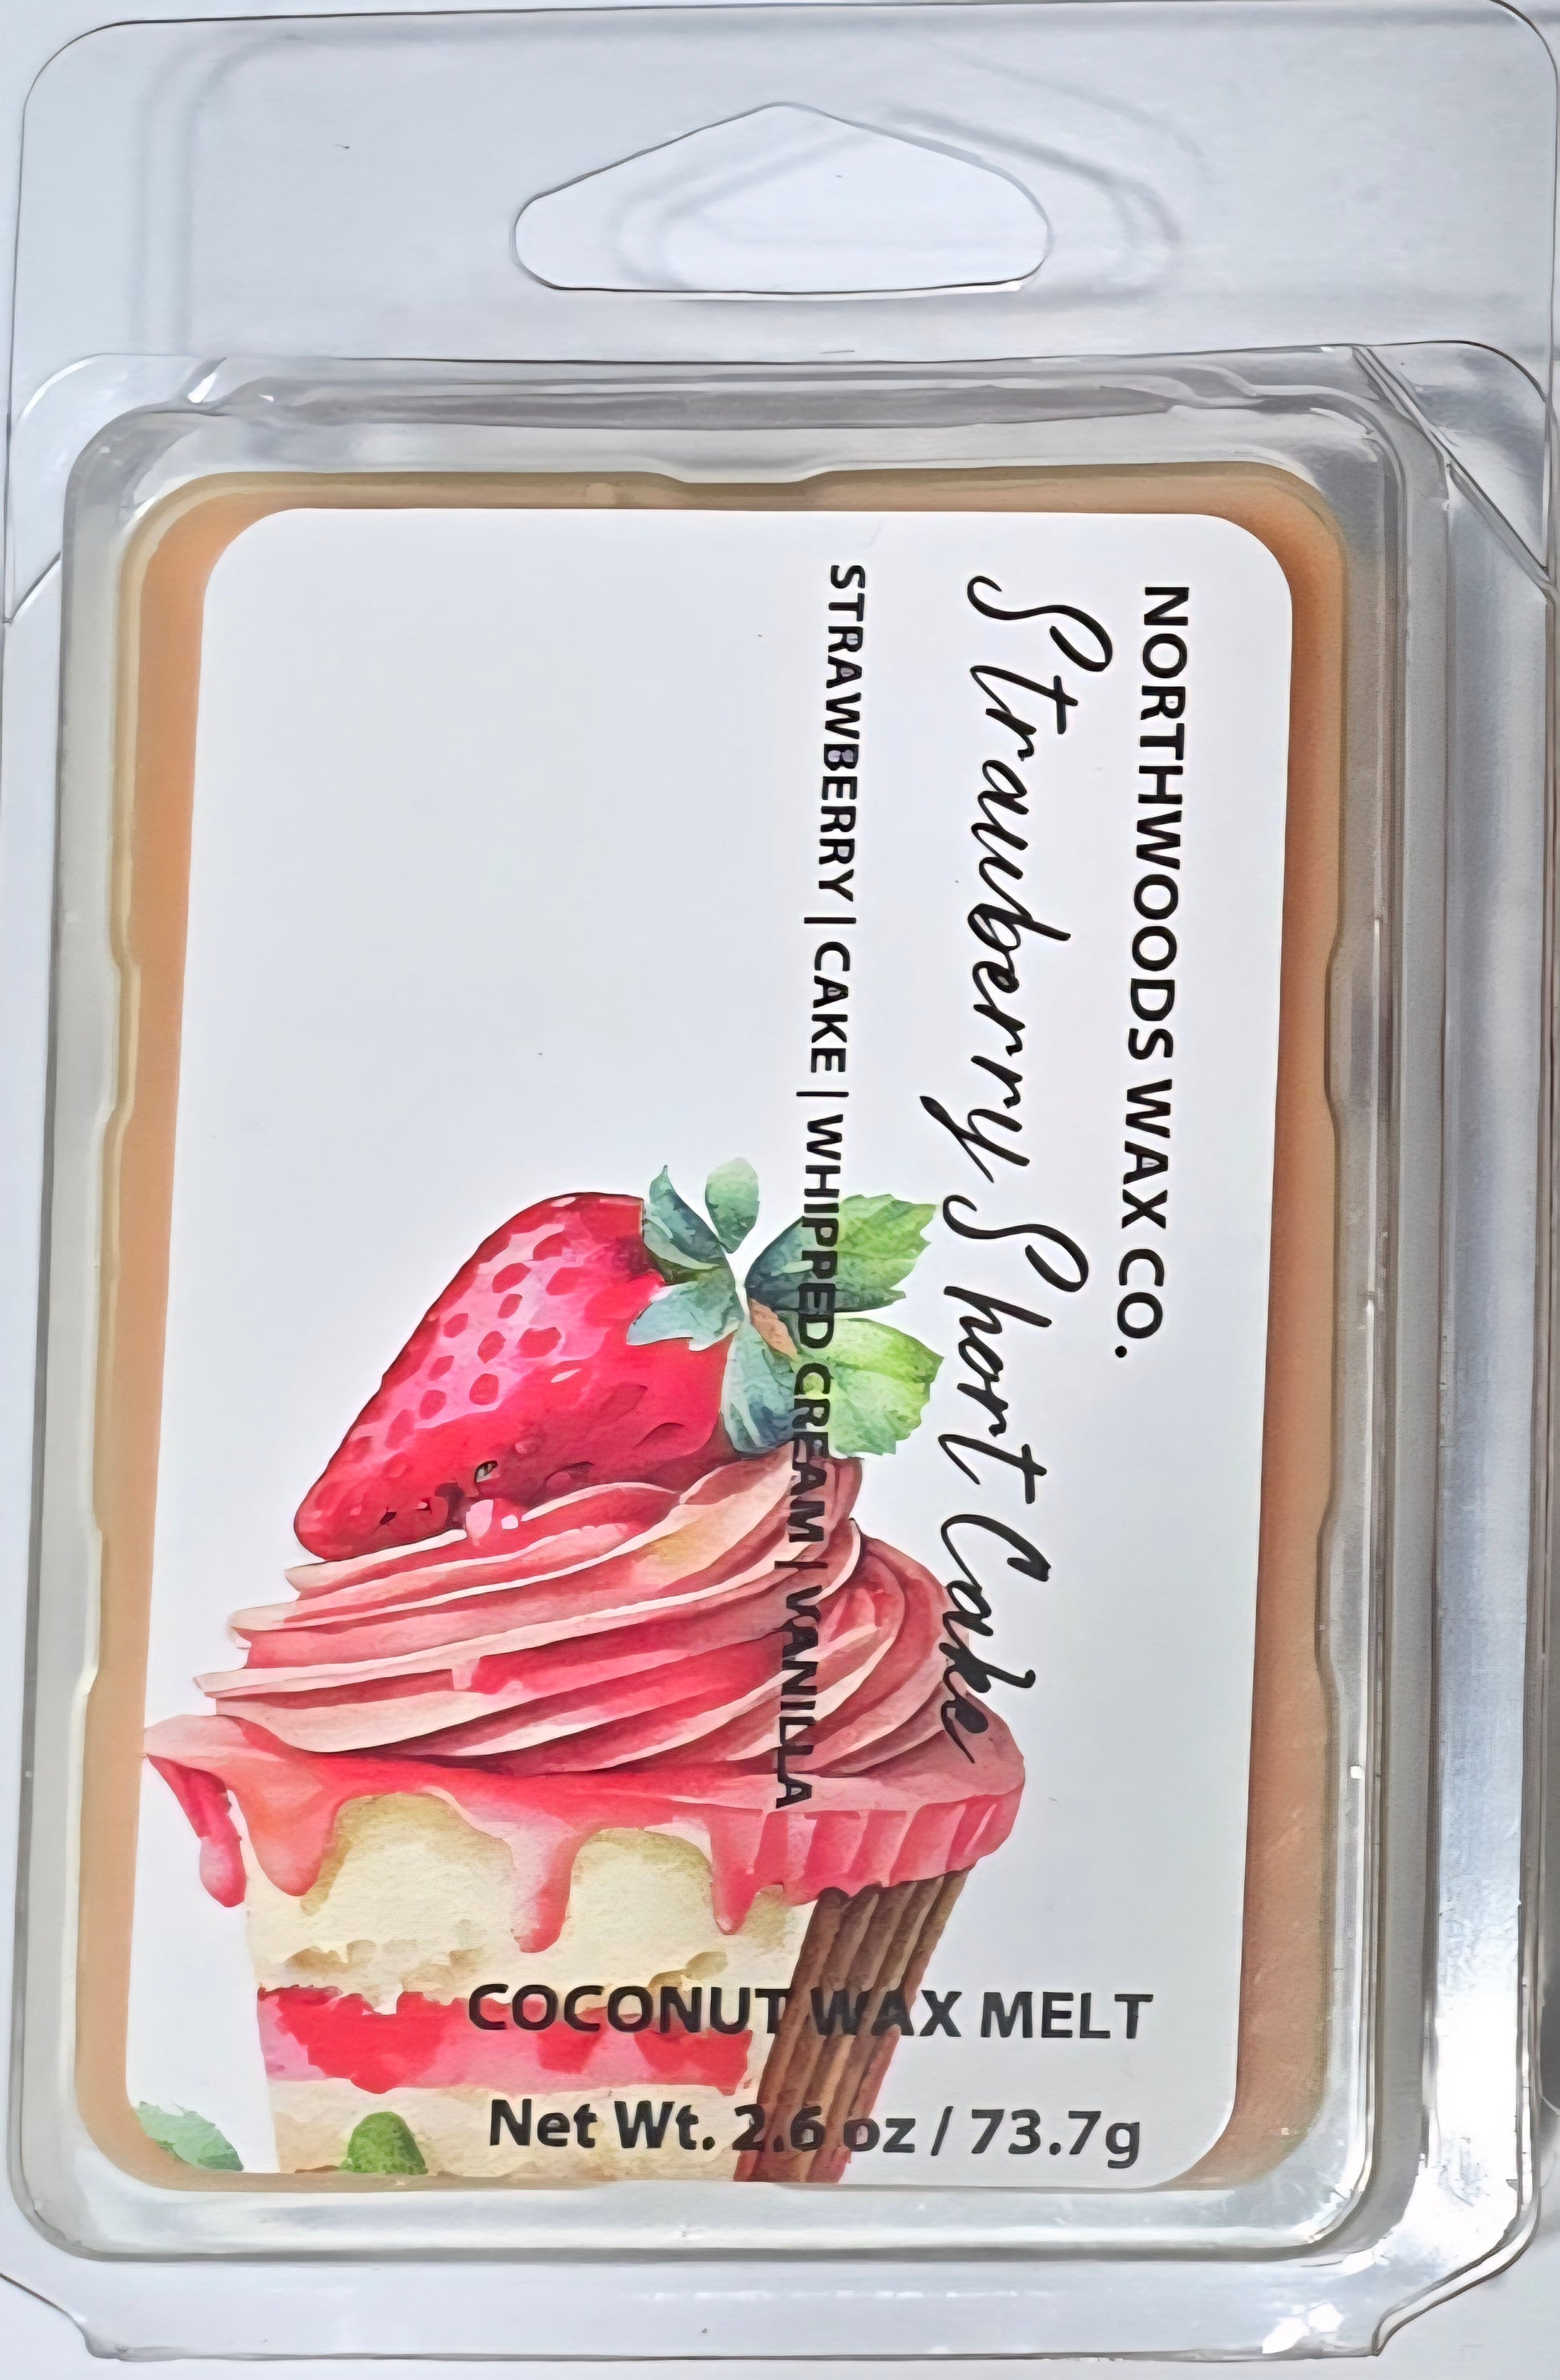 NORTHWOODS WAX CO.
Strawberry Short Cake
STRAWBERRY | CAKE | WHIPPED CREAM | VANILLA
COCONUT WAX MELT
Net Wt. 2.6 oz / 73.7g